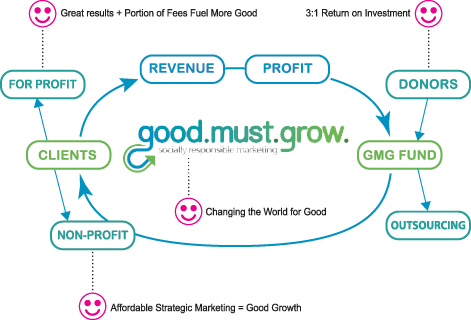 Great results + Portion of Fees Fuel More Good
3:1 Return on Investment
REVENUE
PROFIT
FOR PROFIT
DONORS
good.must.grow.
socially responsible marketing
CLIENTS
GMG FUND
Changing the World for Good
NON-PROFIT
OUTSOURCING
Affordable Strategic Marketing = Good Growth